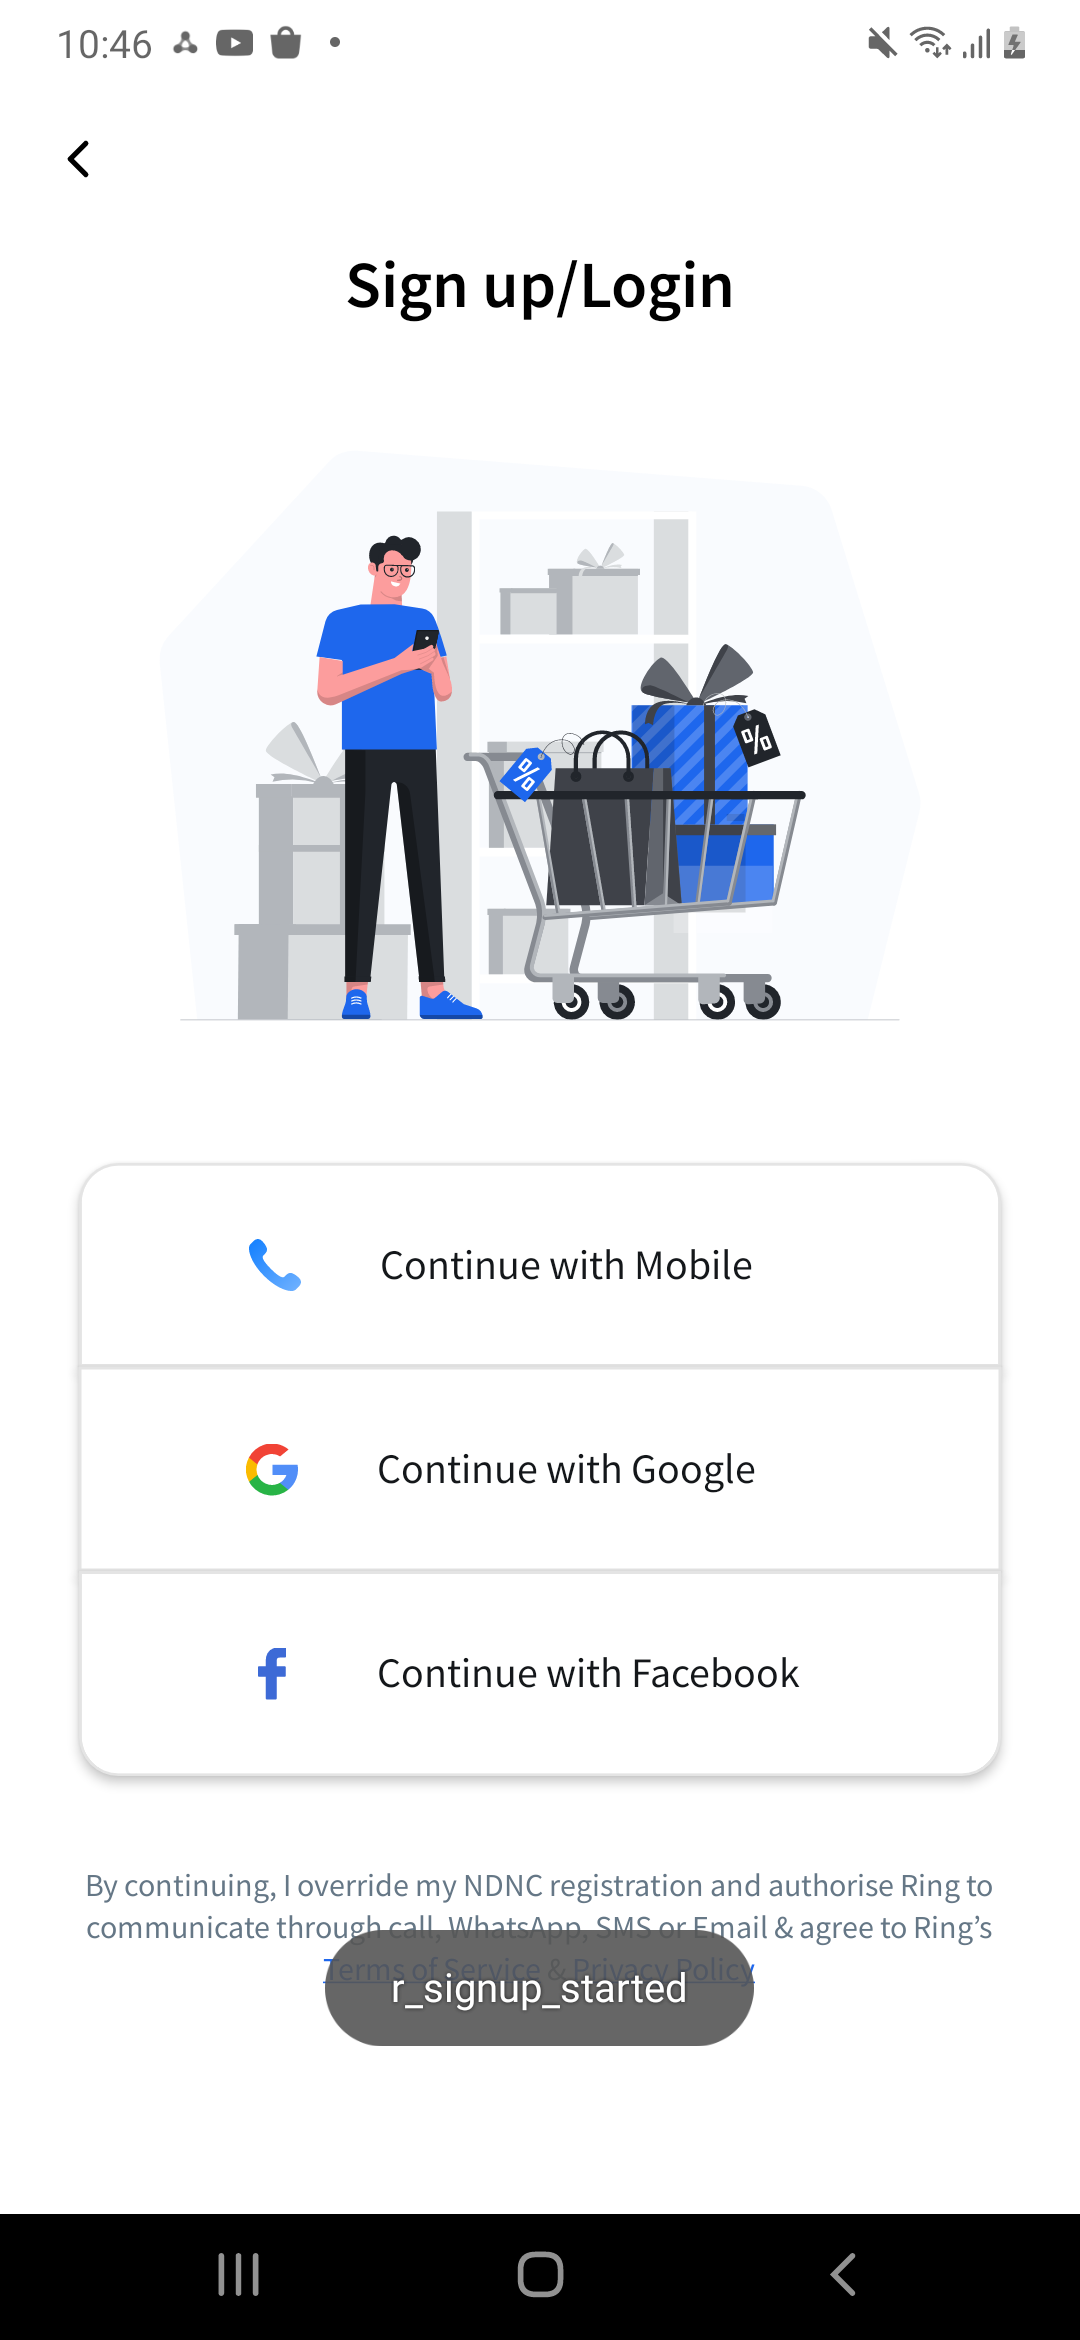 10:46
Sign up/Login
%
%
Continue with Mobile
Continue with Google
Continue with Facebook
By continuing, I override my NDNC registration and authorise Ring to
communicate through call, WhatsApp, SMS or Email & agree to Ring’s
Terms of Service & Privacy Policy
r_signup_started